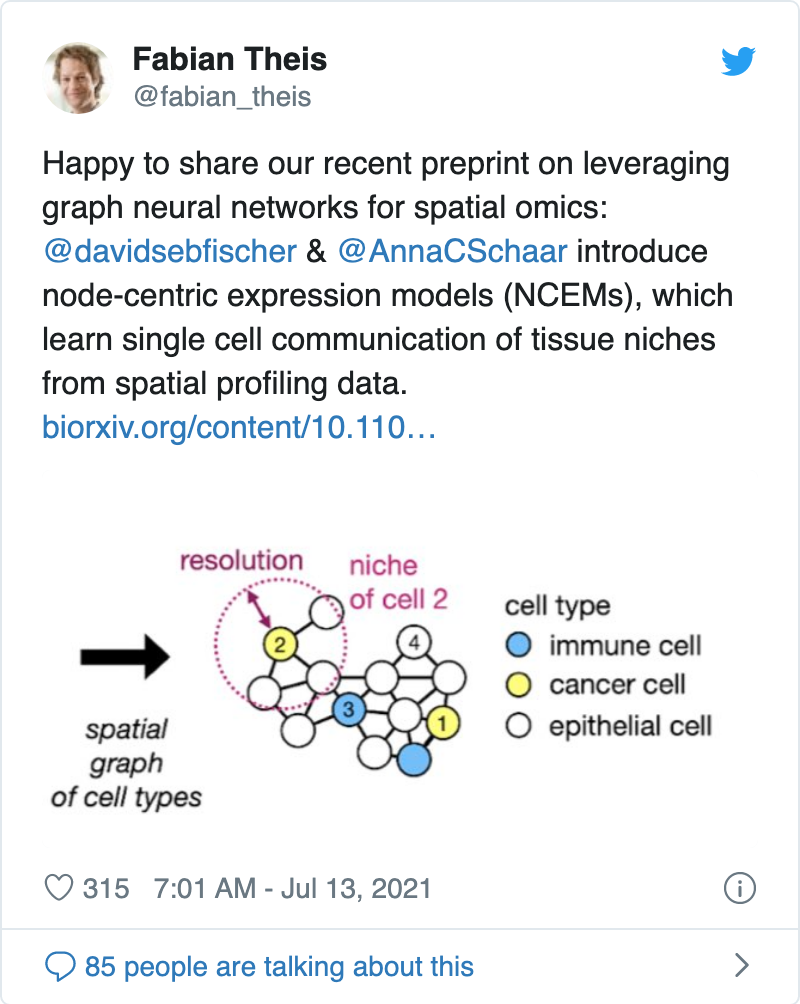 Fabian Theis
@fabian_theis
Happy to share our recent preprint on leveraging
graph neural networks for spatial omics:
@davidsebfischer & @AnnaCSchaar introduce
node-centric expression models (NCEMs), which
learn single cell communication of tissue niches
from spatial profiling data.
biorxiv.org/content/10.110…
resolution
niche
of cell 2
2
4
3
1
spatial
graph
of cell types
cell type
immune cell
cancer cell
epithelial cell
315 7:01 AM - Jul 13, 2021
85 people are talking about this